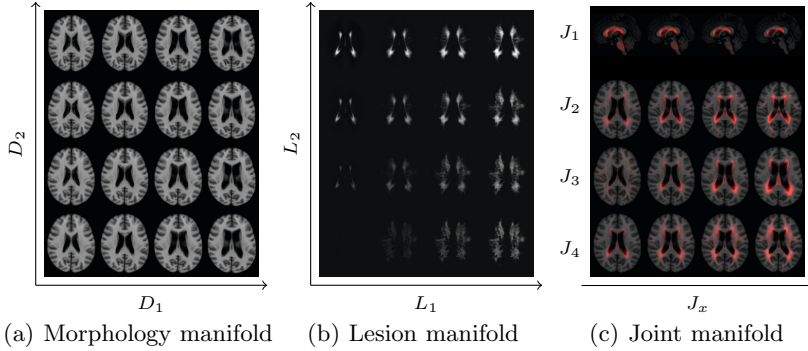 D₂
D₁
(a) Morphology manifold
L₂
L₁
(b) Lesion manifold
J₁
J₂
J₃
J₄
Jₓ
(c) Joint manifold